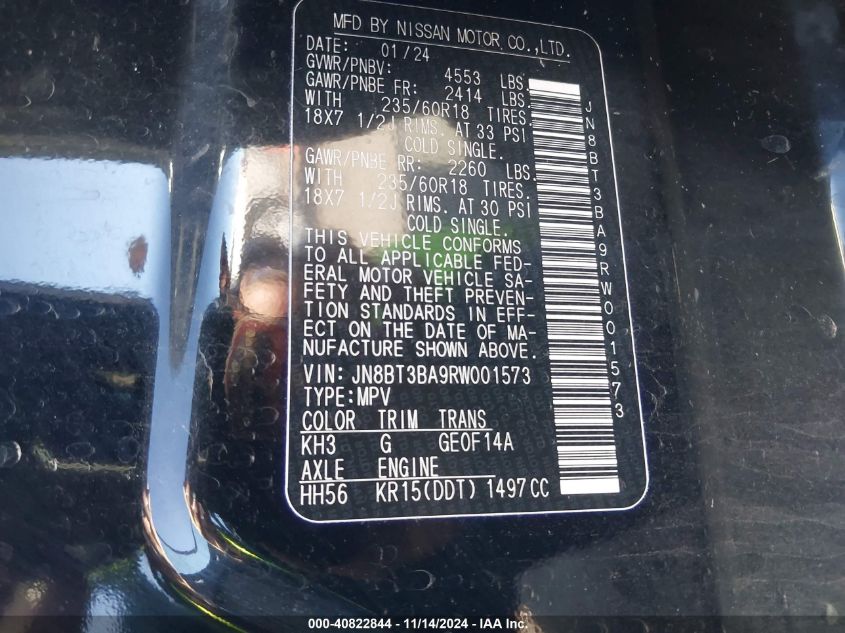 MFD BY NISSAN MOTOR CO.,LTD.
DATE: 01/24
GVWR/PNBV: 4553 LBS.
GAWR/PNBE FR: 2414 LBS.
WITH 235/60R18 TIRES.
18X7 1/2J RIMS. AT 33 PSI
COLD SINGLE.
GAWR/PNBE RR: 2260 LBS.
WITH 235/60R18 TIRES.
18X7 1/2J RIMS. AT 30 PSI
COLD SINGLE.
THIS VEHICLE CONFORMS
TO ALL APPLICABLE FED-
ERAL MOTOR VEHICLE SA-
FETY AND THEFT PREVEN-
TION STANDARDS IN EFF-
ECT ON THE DATE OF MA-
NUFACTURE SHOWN ABOVE.
VIN: JN8BT3BA9RW001573
TYPE:MPV
COLOR TRIM TRANS
KH3 G GE0F14A
AXLE ENGINE
HH56 KR15(DDT) 1497CC
JN8BT3BA9RW001573
000-40822844 - 11/14/2024 - IAA Inc.